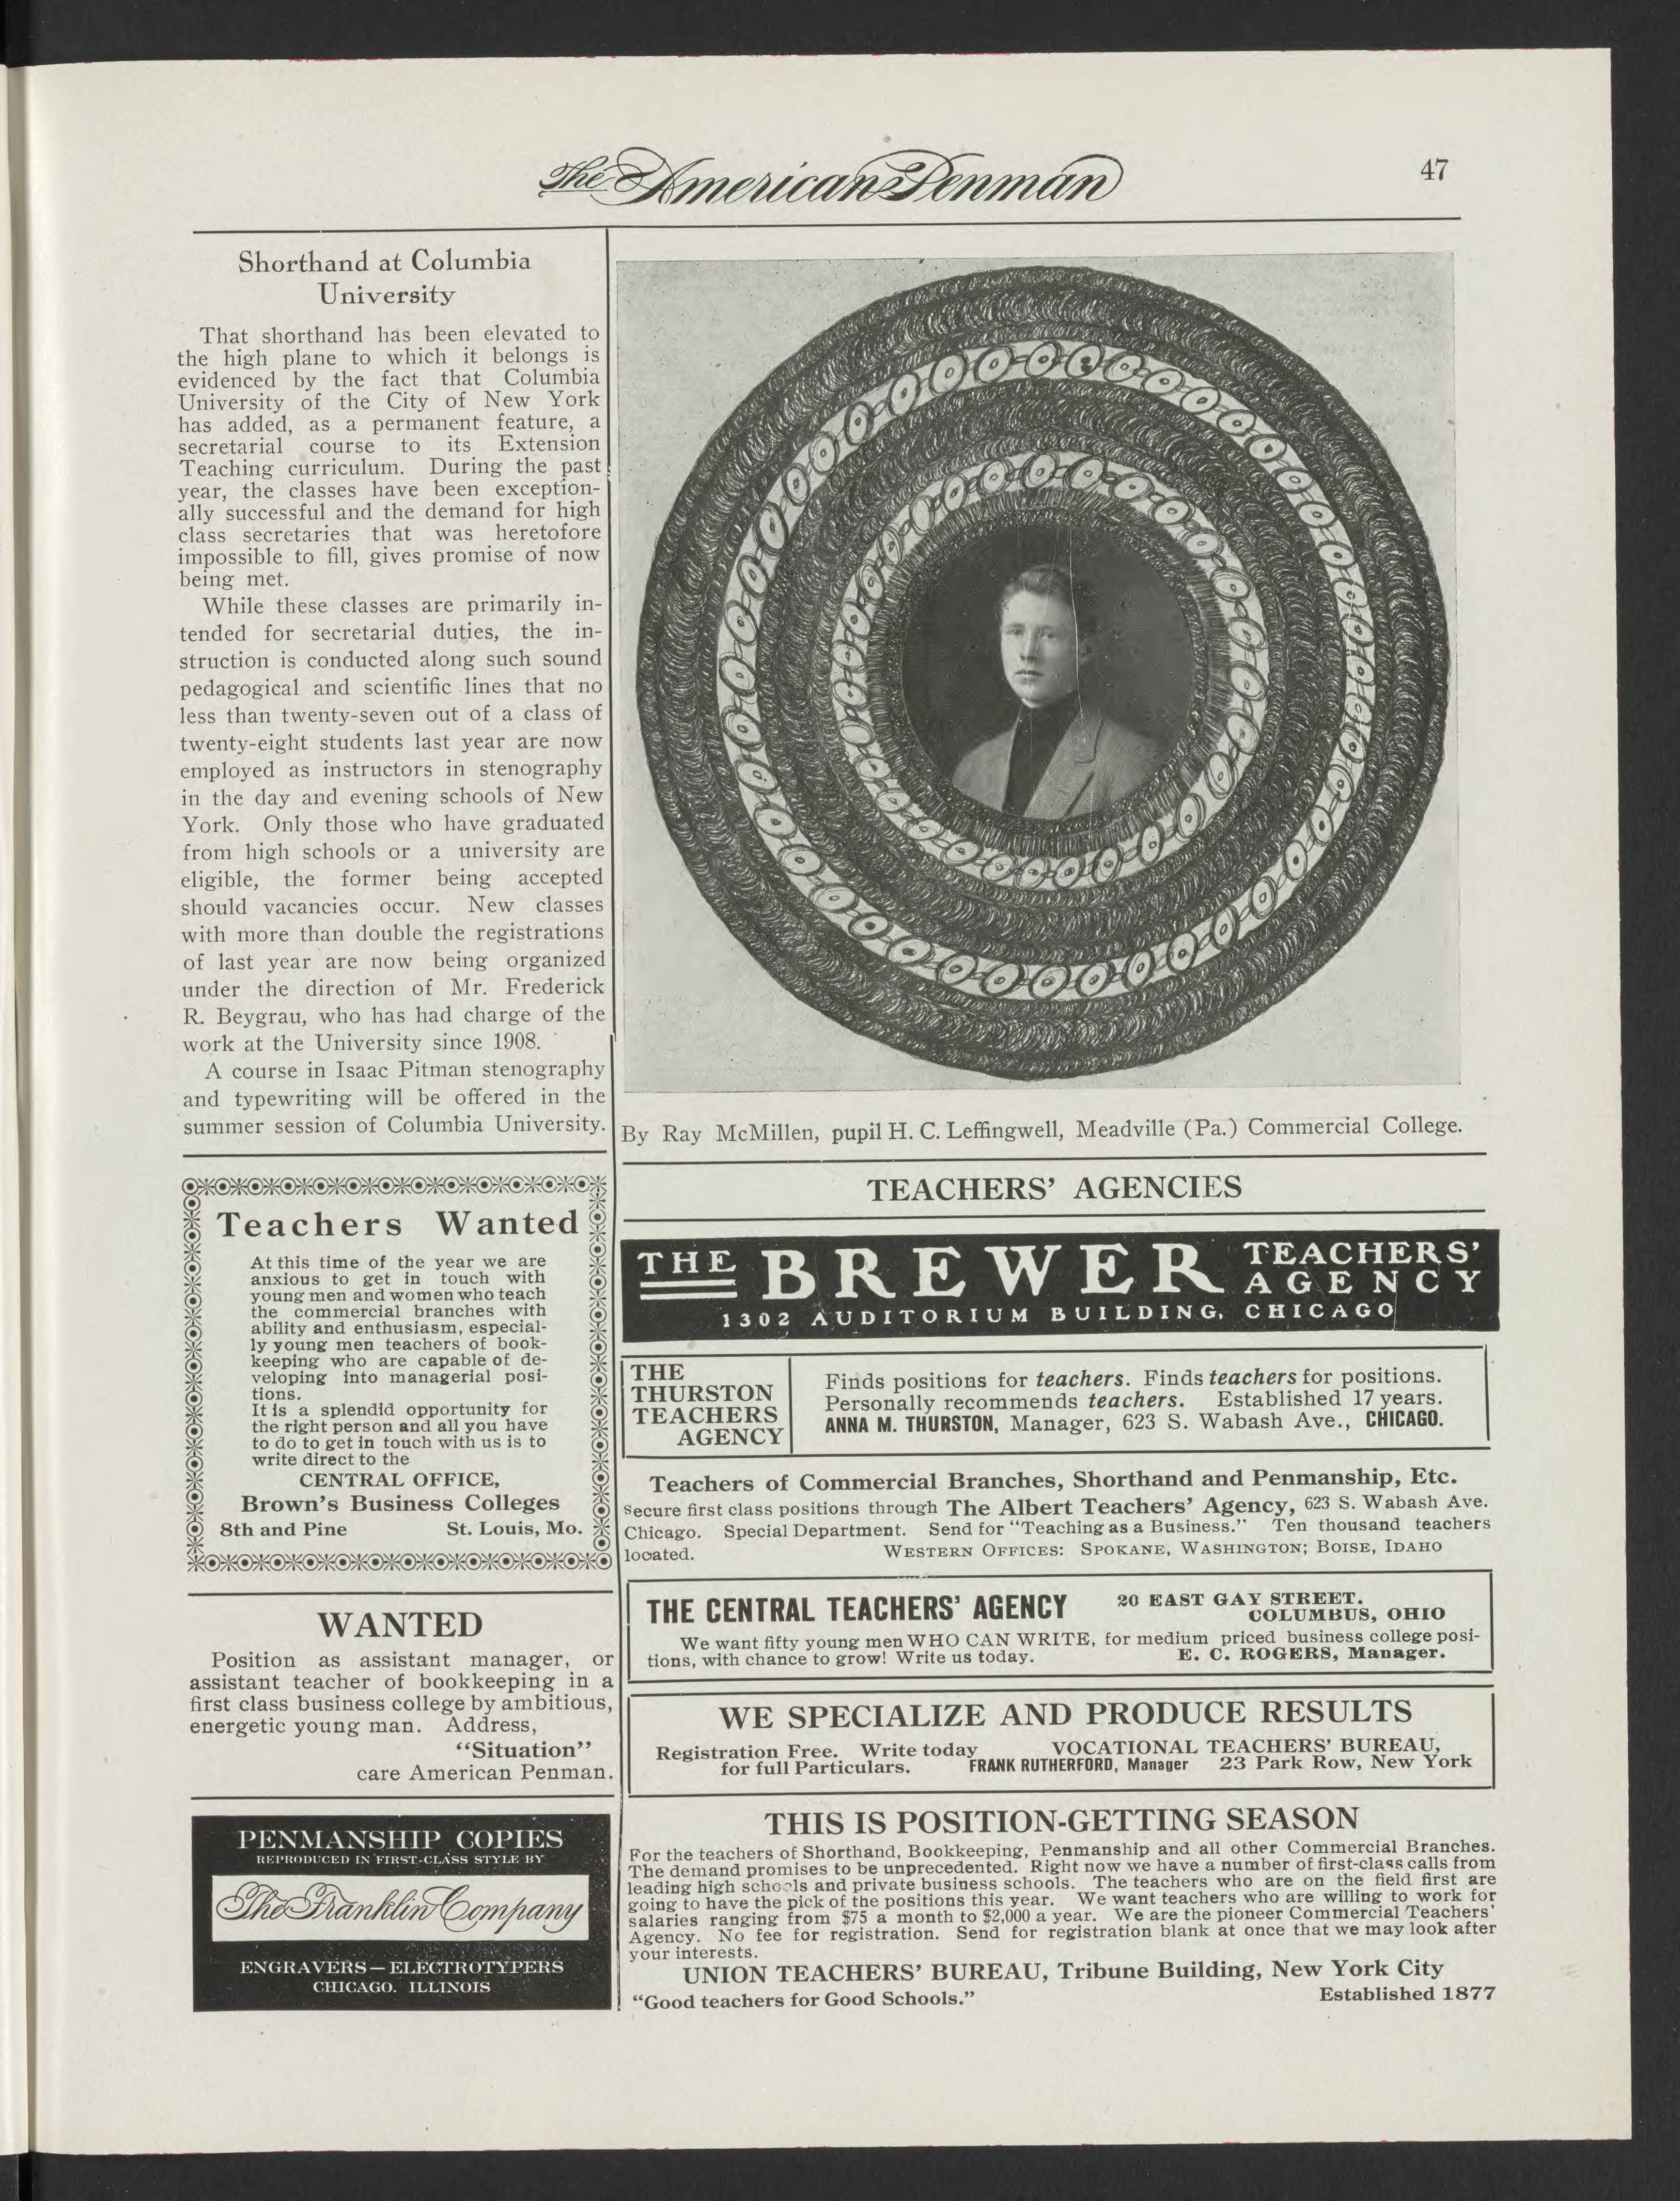 The American Penman
47
Shorthand at Columbia
University
That shorthand has been elevated to
the high plane to which it belongs is
evidenced by the fact that Columbia
University of the City of New York
has added, as a permanent feature, a
secretarial course to its Extension
Teaching curriculum. During the past
year, the classes have been exception-
ally successful and the demand for high
class secretaries that was heretofore
impossible to fill, gives promise of now
being met.
While these classes are primarily in-
tended for secretarial duties, the in-
struction is conducted along such sound
pedagogical and scientific lines that no
less than twenty-seven out of a class of
twenty-eight students last year are now
employed as instructors in stenography
in the day and evening schools of New
York. Only those who have graduated
from high schools or a university are
eligible, the former being accepted
should vacancies occur. New classes
with more than double the registrations
of last year are now being organized
under the direction of Mr. Frederick
R. Beygrau, who has had charge of the
work at the University since 1908.
A course in Isaac Pitman stenography
and typewriting will be offered in the
summer session of Columbia University.
Teachers Wanted
At this time of the year we are
anxious to get in touch with
young men and women who teach
the commercial branches with
ability and enthusiasm, especial-
ly young men teachers of book-
keeping who are capable of de-
veloping into managerial posi-
tions.
It is a splendid opportunity for
the right person and all you have
to do to get in touch with us is to
write direct to the
CENTRAL OFFICE,
Brown's Business Colleges
8th and Pine St. Louis, Mo.
WANTED
Position as assistant manager, or
assistant teacher of bookkeeping in a
first class business college by ambitious,
energetic young man. Address,
"Situation"
care American Penman.
PENMANSHIP COPIES
REPRODUCED IN FIRST-CLASS STYLE BY
The Franklin Company
ENGRAVERS — ELECTROTYPERS
CHICAGO. ILLINOIS
By Ray McMillen, pupil H. C. Leffingwell, Meadville (Pa.) Commercial College.
TEACHERS' AGENCIES
THE BREWER TEACHERS'
AGENCY
1302 AUDITORIUM BUILDING, CHICAGO
THE
THURSTON
TEACHERS
AGENCY
Finds positions for teachers. Finds teachers for positions.
Personally recommends teachers. Established 17 years.
ANNA M. THURSTON, Manager, 623 S. Wabash Ave., CHICAGO.
Teachers of Commercial Branches, Shorthand and Penmanship, Etc.
secure first class positions through The Albert Teachers' Agency, 623 S. Wabash Ave.
Chicago. Special Department. Send for "Teaching as a Business." Ten thousand teachers
located. WESTERN OFFICES: SPOKANE, WASHINGTON; BOISE, IDAHO
THE CENTRAL TEACHERS' AGENCY 20 EAST GAY STREET.
COLUMBUS, OHIO
We want fifty young men WHO CAN WRITE, for medium priced business college posi-
tions, with chance to grow! Write us today. E. C. ROGERS, Manager.
WE SPECIALIZE AND PRODUCE RESULTS
Registration Free. Write today VOCATIONAL TEACHERS' BUREAU,
for full Particulars. FRANK RUTHERFORD, Manager 23 Park Row, New York
THIS IS POSITION-GETTING SEASON
For the teachers of Shorthand, Bookkeeping, Penmanship and all other Commercial Branches.
The demand promises to be unprecedented. Right now we have a number of first-class calls from
leading high schools and private business schools. The teachers who are on the field first are
going to have the pick of the positions this year. We want teachers who are willing to work for
salaries ranging from $75 a month to $2,000 a year. We are the pioneer Commercial Teachers'
Agency. No fee for registration. Send for registration blank at once that we may look after
your interests.
UNION TEACHERS' BUREAU, Tribune Building, New York City
"Good teachers for Good Schools." Established 1877